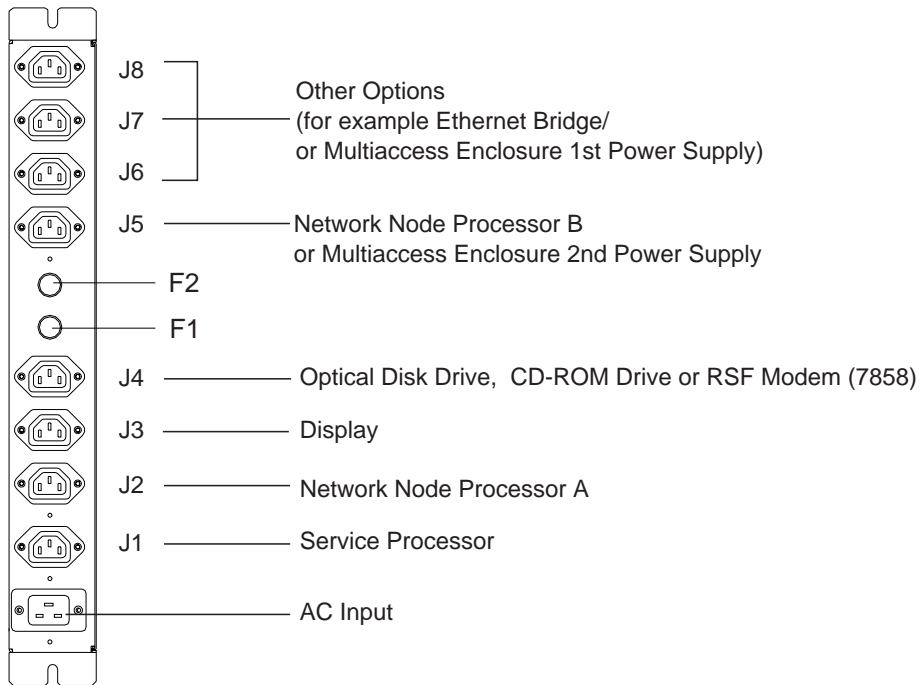 J8
J7
J6
Other Options
(for example Ethernet Bridge/
or Multiaccess Enclosure 1st Power Supply)
J5
Network Node Processor B
or Multiaccess Enclosure 2nd Power Supply
F2
F1
J4
Optical Disk Drive, CD-ROM Drive or RSF Modem (7858)
J3
Display
J2
Network Node Processor A
J1
Service Processor
AC Input